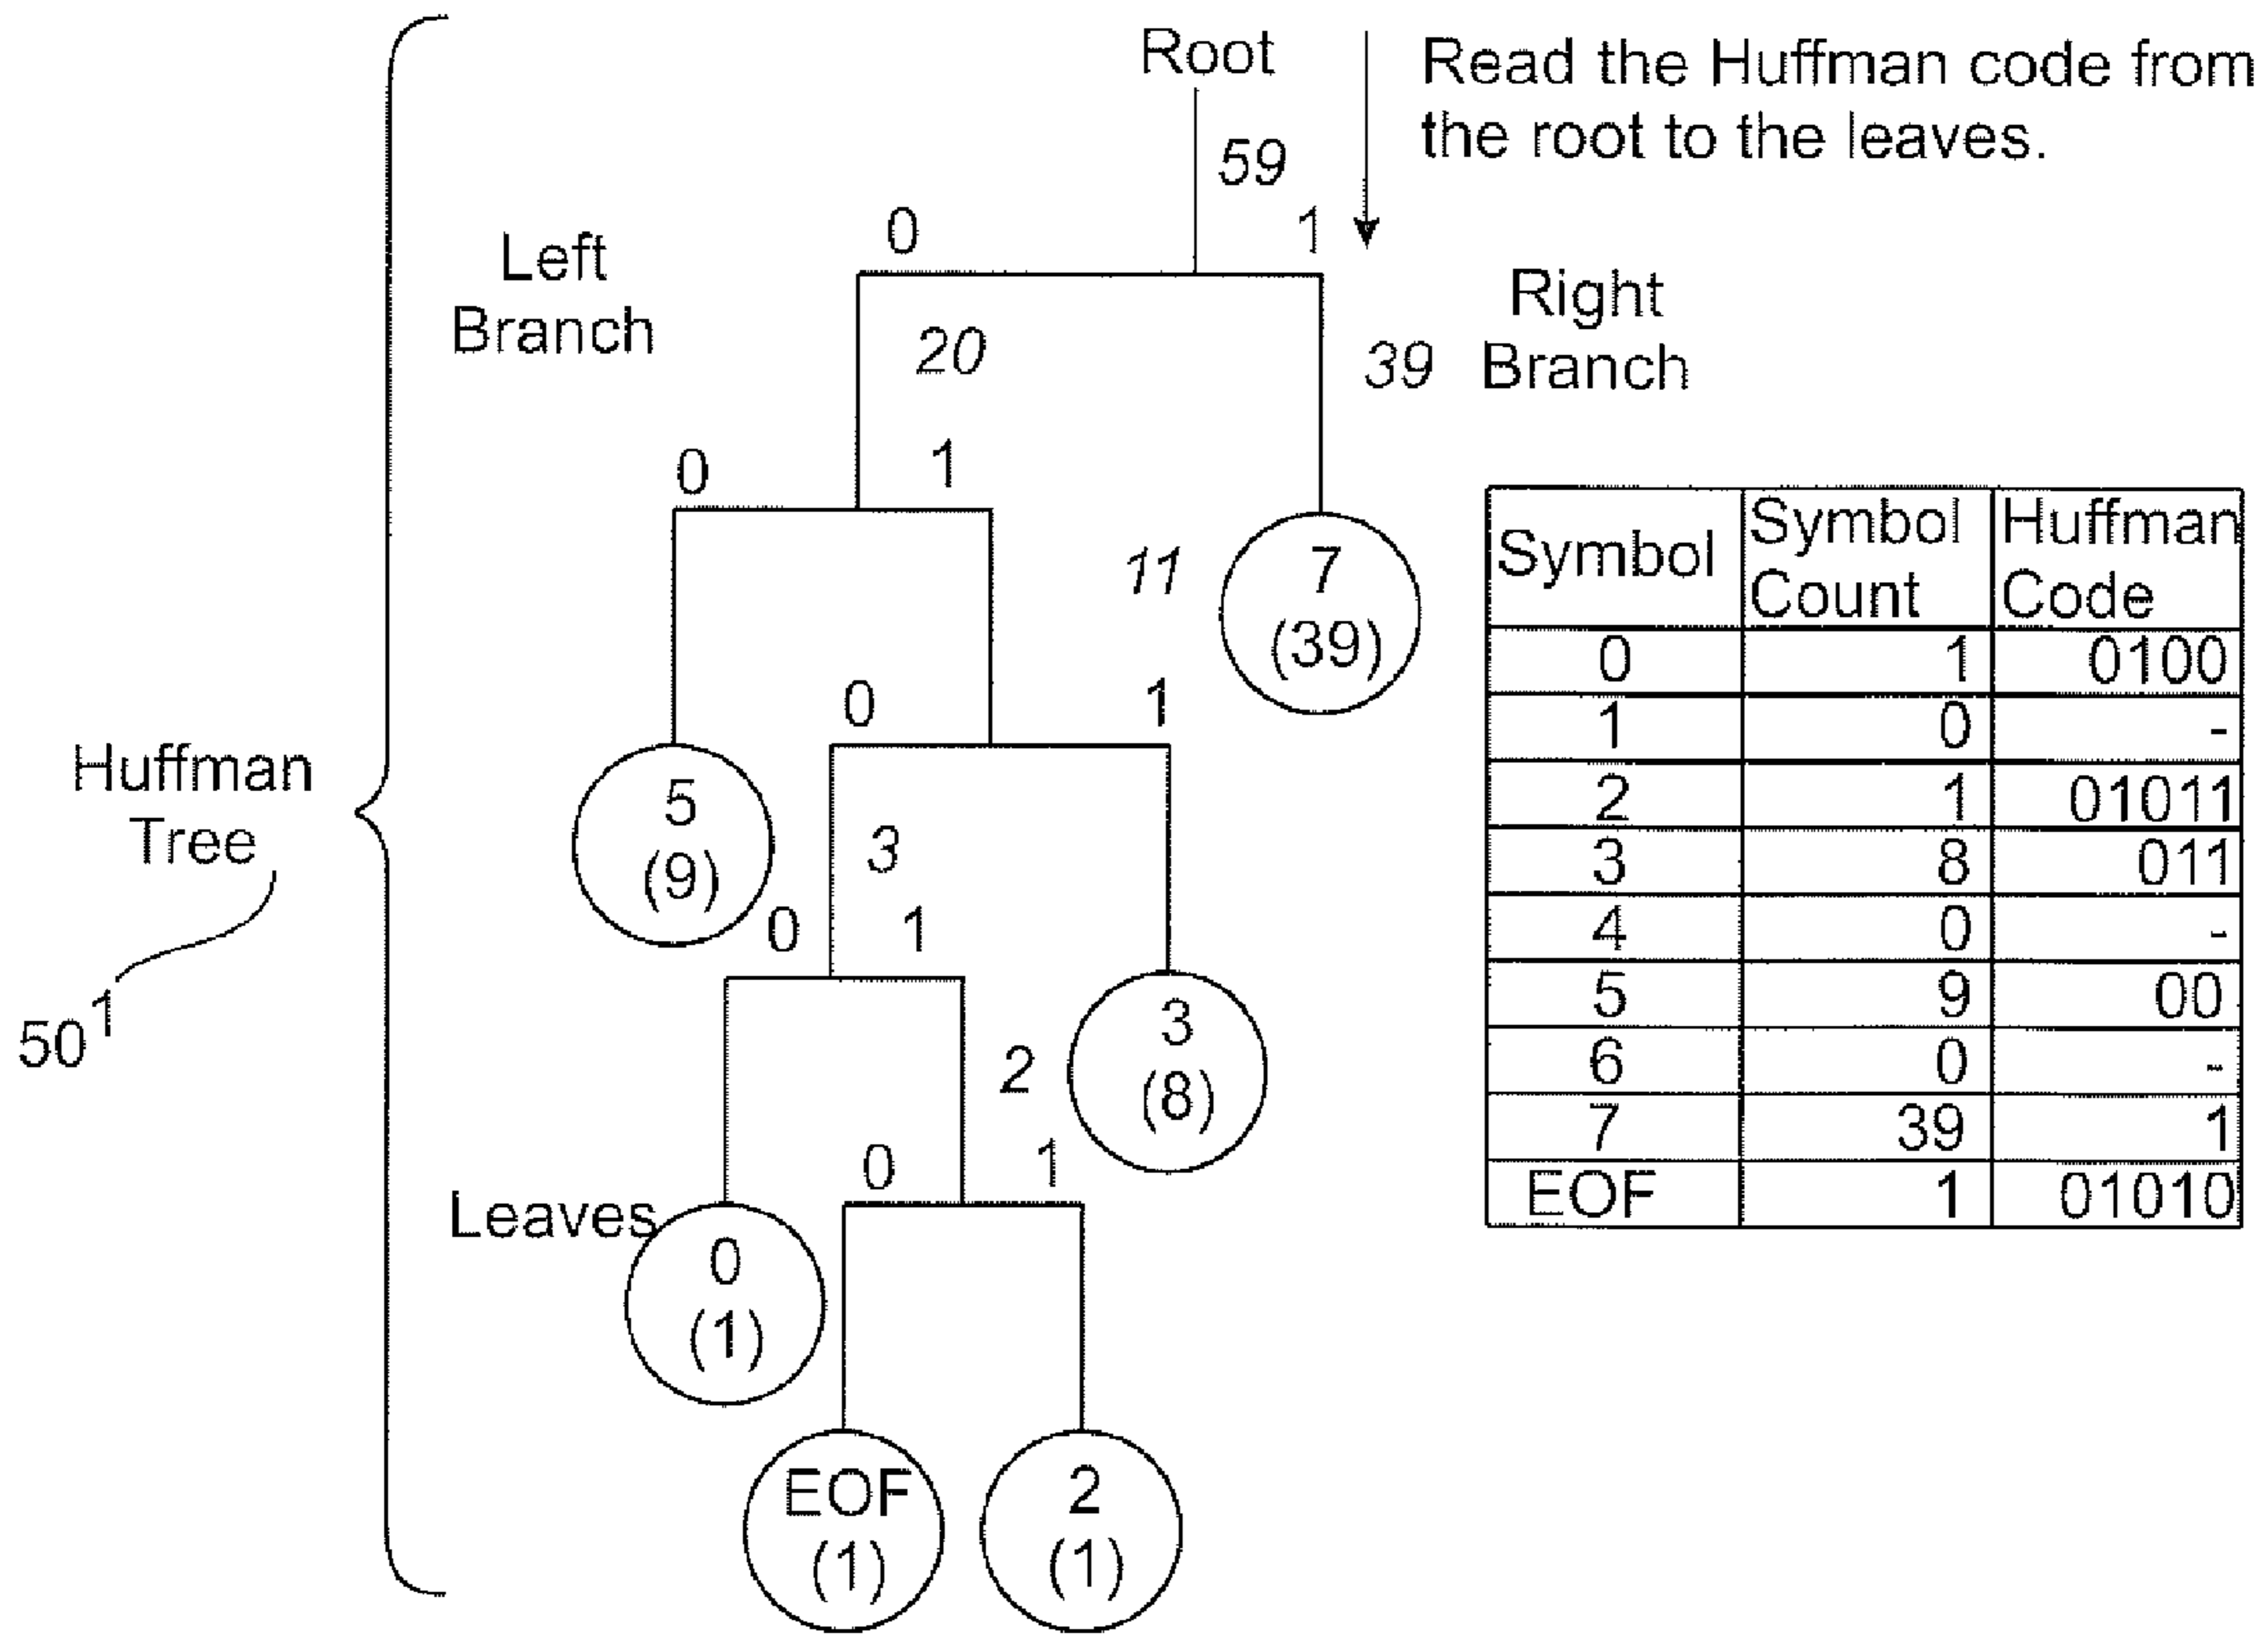 Root
Read the Huffman code from
the root to the leaves.
59
0
1
Left
Branch
Right
Branch
20
39
0
1
11
7
(39)
0
1
Huffman
Tree
5
(9)
3
0
1
50
1
3
(8)
2
0
1
Leaves
0
(1)
EOF
(1)
2
(1)
Symbol Symbol Count Huffman Code
0 1 0100
1 0 -
2 1 01011
3 8 011
4 0 -
5 9 00
6 0 -
7 39 1
EOF 1 01010